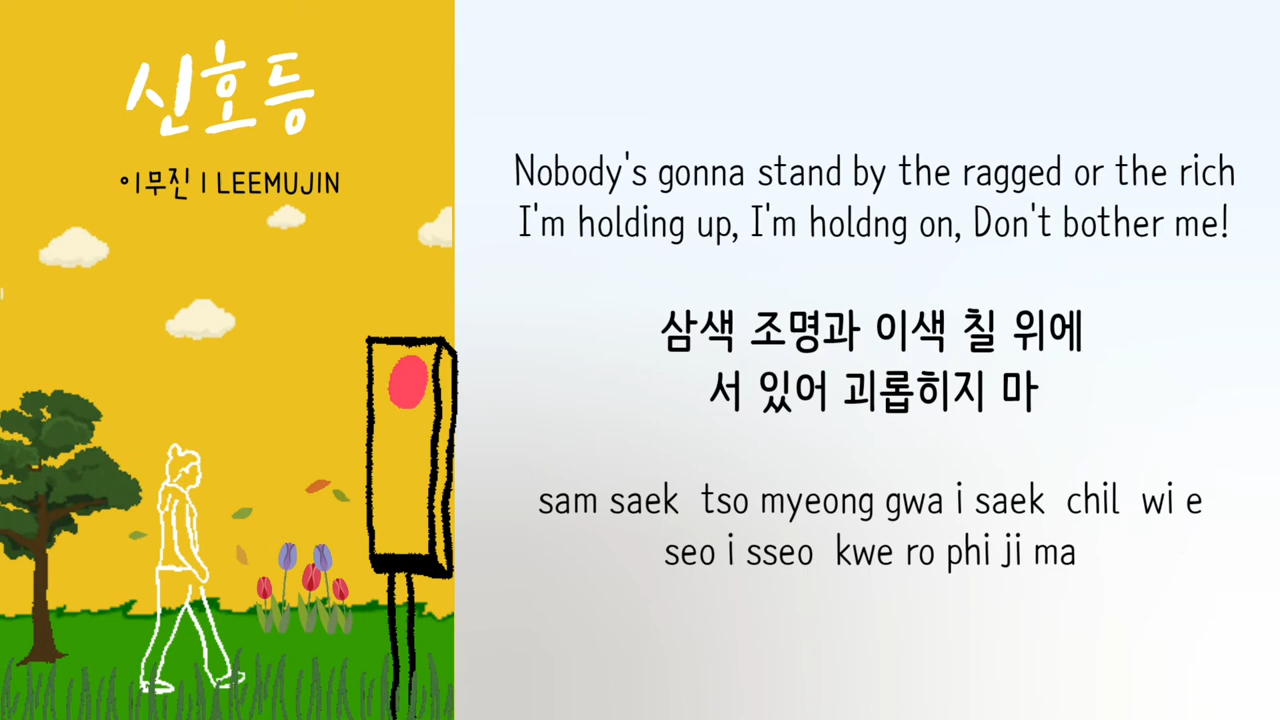 신호등
이무진 I LEEMUJIN
Nobody's gonna stand by the ragged or the rich
I'm holding up, I'm holdng on, Don't bother me!
삼색 조명과 이색 칠 위에
서 있어 괴롭히지 마
sam saek tso myeong gwa i saek chil wi e
seo i sseo kwe ro phi ji ma